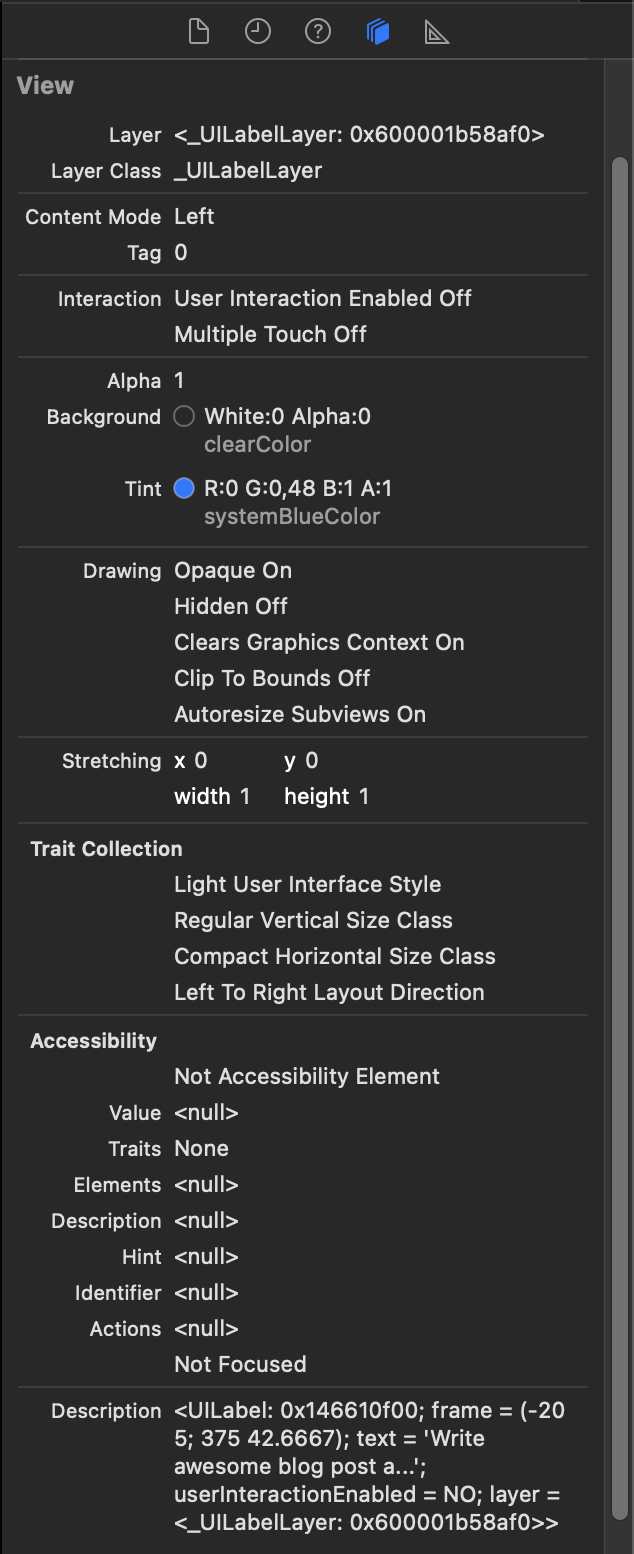 View
Layer <_UILabelLayer: 0x600001b58af0>
Layer Class _UILabelLayer
Content Mode Left
Tag 0
Interaction User Interaction Enabled Off
Multiple Touch Off
Alpha 1
Background White:0 Alpha:0
clearColor
Tint R:0 G:0,48 B:1 A:1
systemBlueColor
Drawing Opaque On
Hidden Off
Clears Graphics Context On
Clip To Bounds Off
Autoresize Subviews On
Stretching x 0 y 0
width 1 height 1
Trait Collection
Light User Interface Style
Regular Vertical Size Class
Compact Horizontal Size Class
Left To Right Layout Direction
Accessibility
Not Accessibility Element
Value <null>
Traits None
Elements <null>
Description <null>
Hint <null>
Identifier <null>
Actions <null>
Not Focused
Description <UILabel: 0x146610f00; frame = (-20
5; 375 42.6667); text = 'Write
awesome blog post a...';
userInteractionEnabled = NO; layer =
<_UILabelLayer: 0x600001b58af0>>